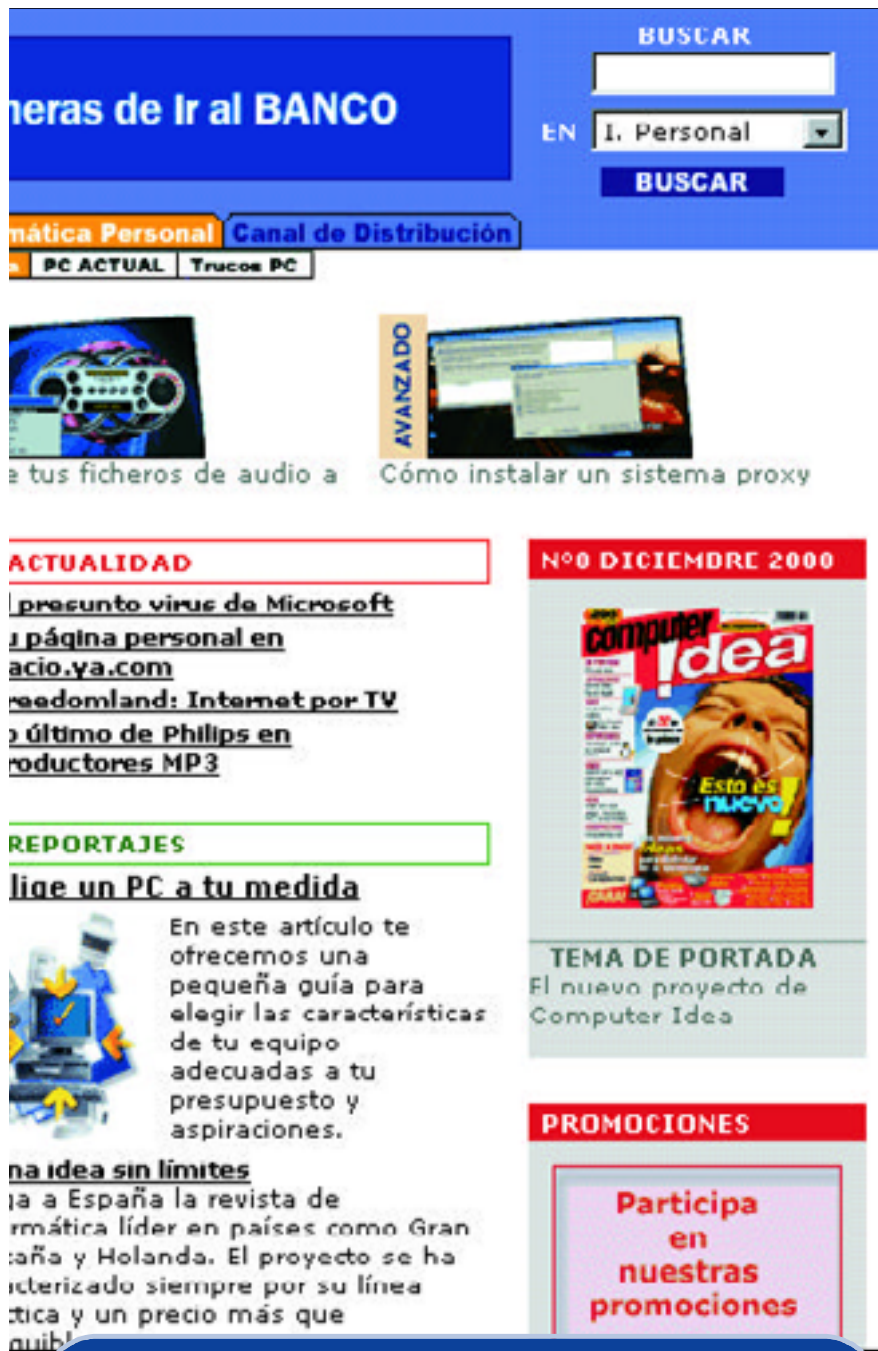 BUSCAR
neras de Ir al BANCO
EN I. Personal
BUSCAR
mática Personal Canal de Distribución
PC ACTUAL Trucos PC
AVANZADO
e tus ficheros de audio a
Cómo instalar un sistema proxy
ACTUALIDAD
l presunto virus de Microsoft
u página personal en
acio.ya.com
reedomland: Internet por TV
o último de Philips en
roductores MP3
REPORTAJES
lige un PC a tu medida
En este artículo te
ofrecemos una
pequeña guía para
elegir las características
de tu equipo
adecuadas a tu
presupuesto y
aspiraciones.
na idea sin límites
ga a España la revista de
rmática líder en países como Gran
taña y Holanda. El proyecto se ha
acterizado siempre por su línea
ctica y un precio más que
quibl
Nº0 DICIEMBRE 2000
computer
idea
Esto es
nuevo!
ideas
TEMA DE PORTADA
El nuevo proyecto de
Computer Idea
PROMOCIONES
Participa
en
nuestras
promociones